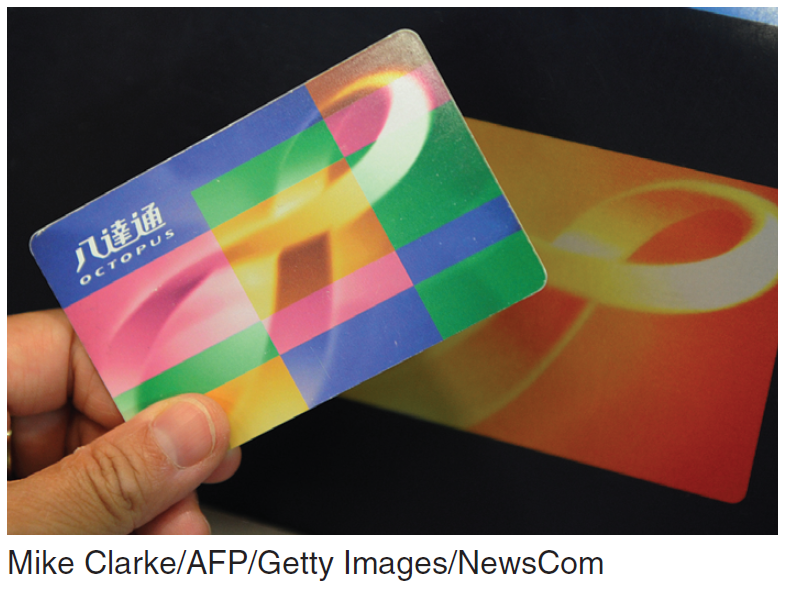 八達通
OCTOPUS
Mike Clarke/AFP/Getty Images/NewsCom